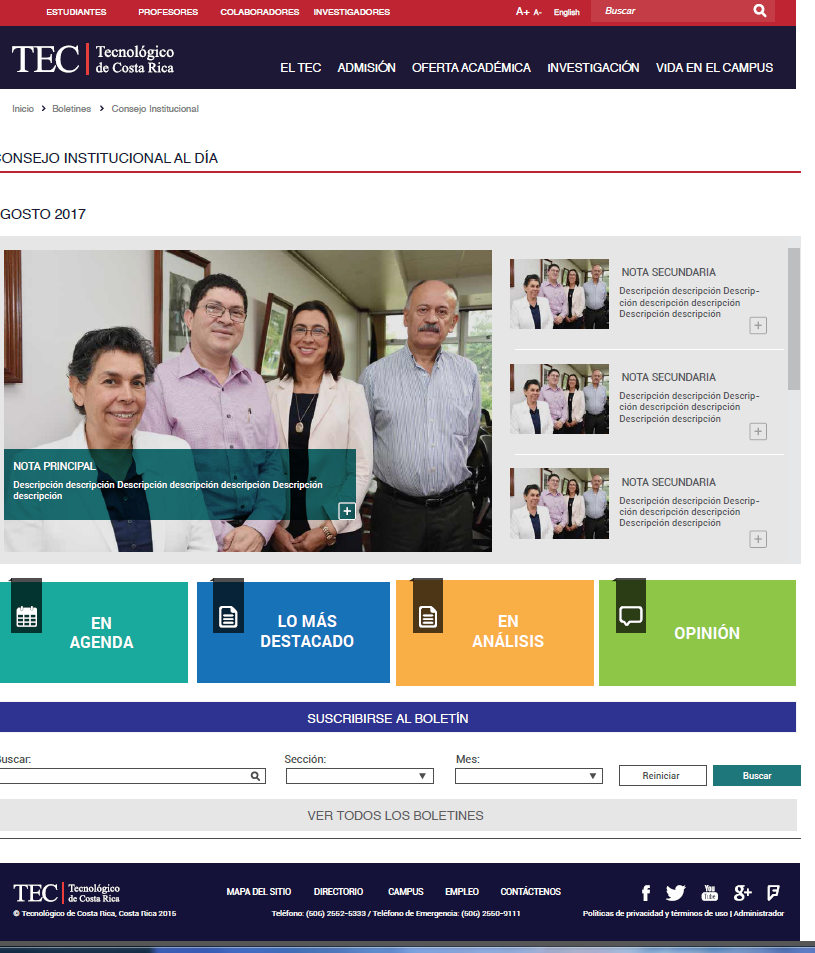 ESTUDIANTES PROFESORES COLABORADORES INVESTIGADORES A+ A- English Buscar
TEC Tecnológico
de Costa Rica
EL TEC ADMISIÓN OFERTA ACADÉMICA INVESTIGACIÓN VIDA EN EL CAMPUS
Inicio > Boletines > Consejo Institucional
CONSEJO INSTITUCIONAL AL DÍA
GOSTO 2017
NOTA PRINCIPAL
Descripción descripción Descripción descripción descripción Descripción
descripción
+
NOTA SECUNDARIA
Descripción descripción Descrip-
ción descripción descripción
Descripción descripción
+
NOTA SECUNDARIA
Descripción descripción Descrip-
ción descripción descripción
Descripción descripción
+
NOTA SECUNDARIA
Descripción descripción Descrip-
ción descripción descripción
Descripción descripción
+
EN
AGENDA
LO MÁS
DESTACADO
EN
ANÁLISIS
OPINIÓN
SUSCRIBIRSE AL BOLETÍN
Buscar: Sección: Mes:
Reiniciar Buscar
VER TODOS LOS BOLETINES
TEC Tecnológico
de Costa Rica
MAPA DEL SITIO DIRECTORIO CAMPUS EMPLEO CONTÁCTENOS
f You Tube g+
© Tecnológico de Costa Rica, Costa Rica 2015
Teléfono: (506) 2552-5333 / Teléfono de Emergencia: (506) 2550-9111
Políticas de privacidad y términos de uso | Administrador